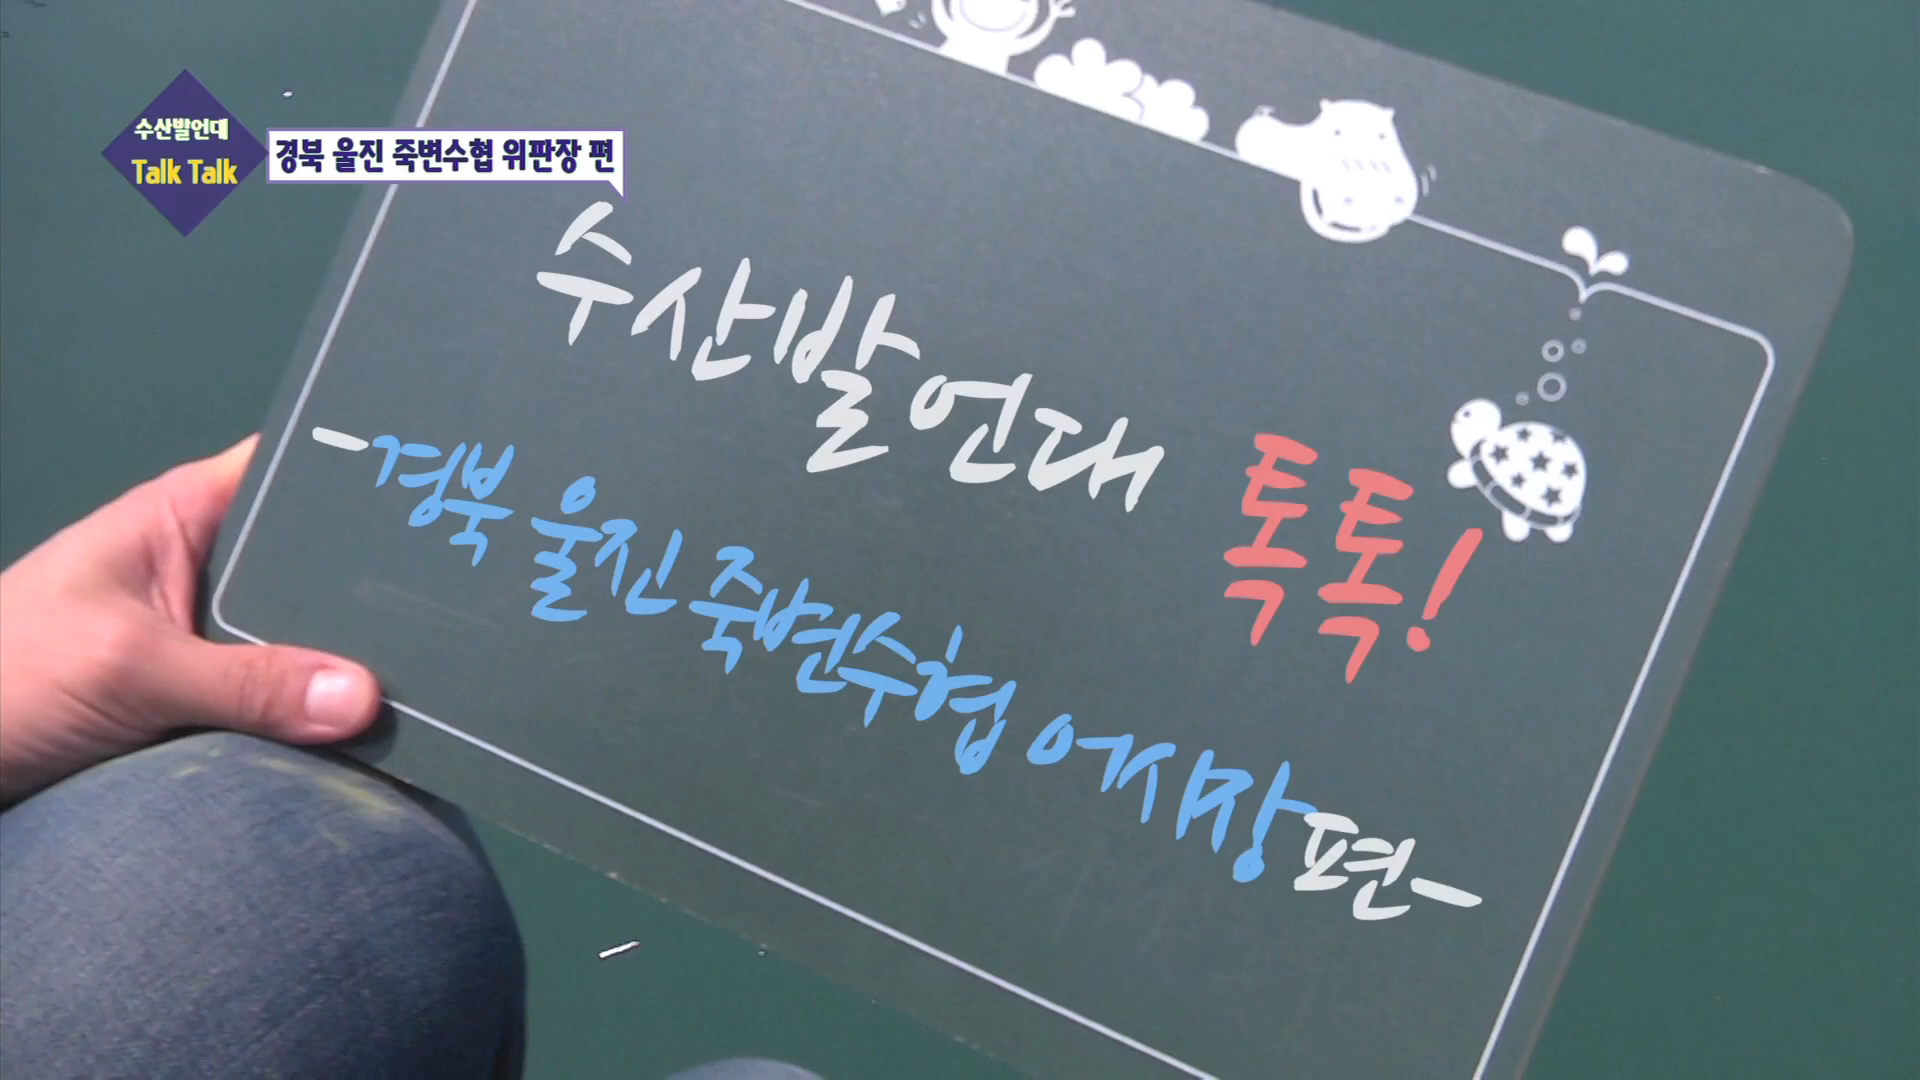 수산발언대
Talk Talk
경북 울진 죽변수협 위판장 편
수산발언대 톡톡!
-경북 울진 죽변수협 어시장편-